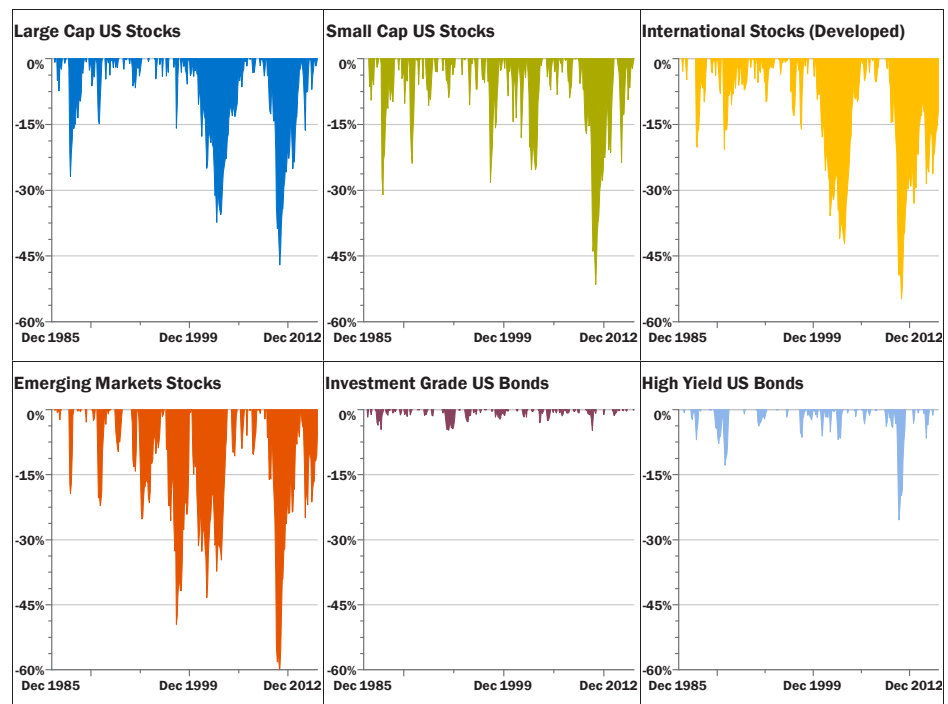 Large Cap US Stocks
0%
-15%
-30%
-45%
-60%
Dec 1985 Dec 1999 Dec 2012
Small Cap US Stocks
0%
-15%
-30%
-45%
-60%
Dec 1985 Dec 1999 Dec 2012
International Stocks (Developed)
0%
-15%
-30%
-45%
-60%
Dec 1985 Dec 1999 Dec 2012
Emerging Markets Stocks
0%
-15%
-30%
-45%
-60%
Dec 1985 Dec 1999 Dec 2012
Investment Grade US Bonds
0%
-15%
-30%
-45%
-60%
Dec 1985 Dec 1999 Dec 2012
High Yield US Bonds
0%
-15%
-30%
-45%
-60%
Dec 1985 Dec 1999 Dec 2012